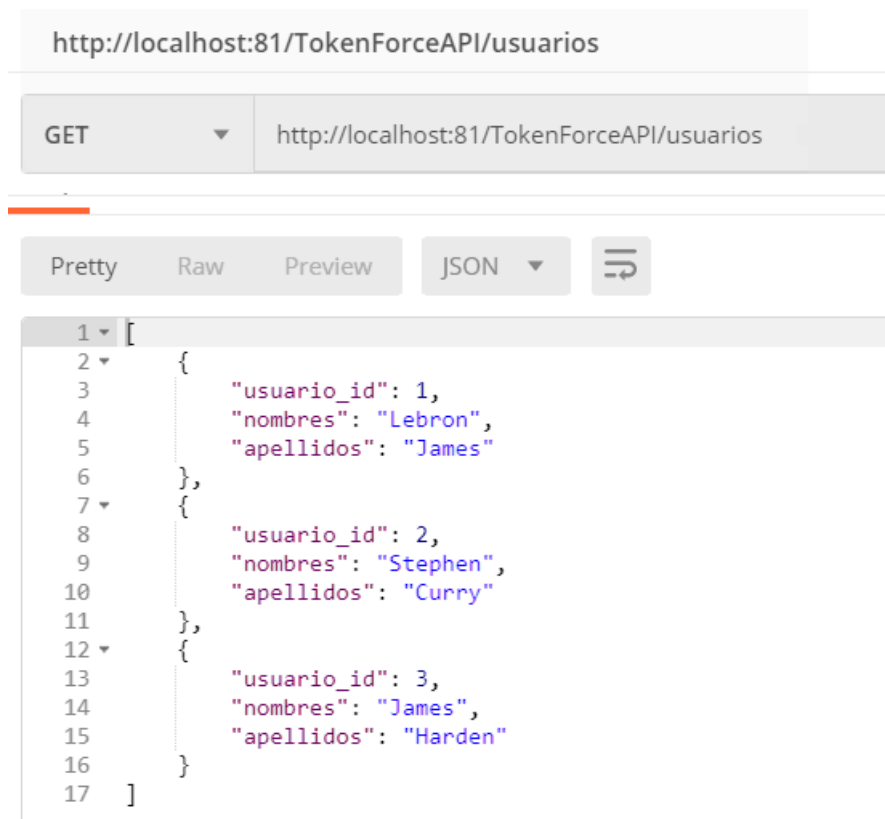 http://localhost:81/TokenForceAPI/usuarios
GET http://localhost:81/TokenForceAPI/usuarios
Pretty Raw Preview JSON
1 [
2 {
3 "usuario_id": 1,
4 "nombres": "Lebron",
5 "apellidos": "James"
6 },
7 {
8 "usuario_id": 2,
9 "nombres": "Stephen",
10 "apellidos": "Curry"
11 },
12 {
13 "usuario_id": 3,
14 "nombres": "James",
15 "apellidos": "Harden"
16 }
17 ]